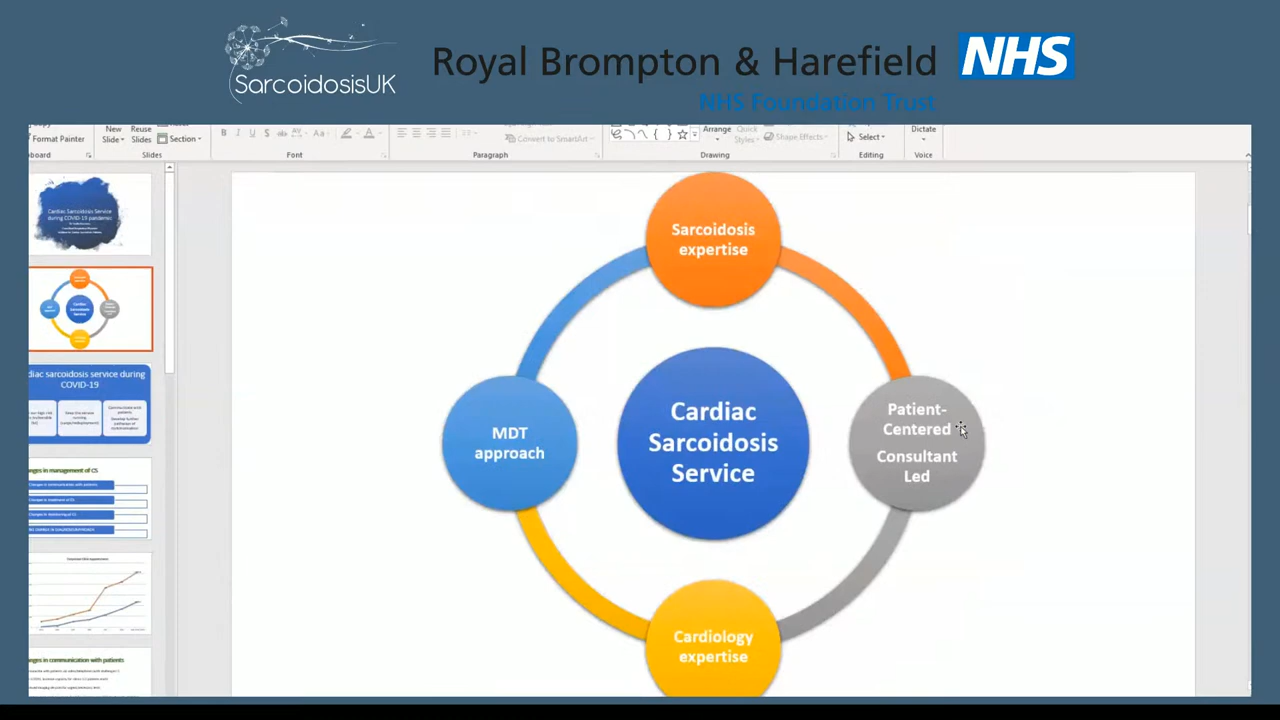 SarcoidosisUK
Royal Brompton & Harefield
NHS
NHS Foundation Trust
Format Painter
New
Slide
Reuse
Slides
Section
Slides
Font
Convert to SmartArt
Paragraph
Arrange
Quick
Styles
Shape Effects
Drawing
Select
Editing
Dictate
Voice
Cardiac Sarcoidosis Service
during COVID-19 pandemic
diac sarcoidosis service during
COVID-19
nges in management of CS
nges in communication with patients
Sarcoidosis
expertise
MDT
approach
Cardiac
Sarcoidosis
Service
Patient-
Centered
Consultant
Led
Cardiology
expertise